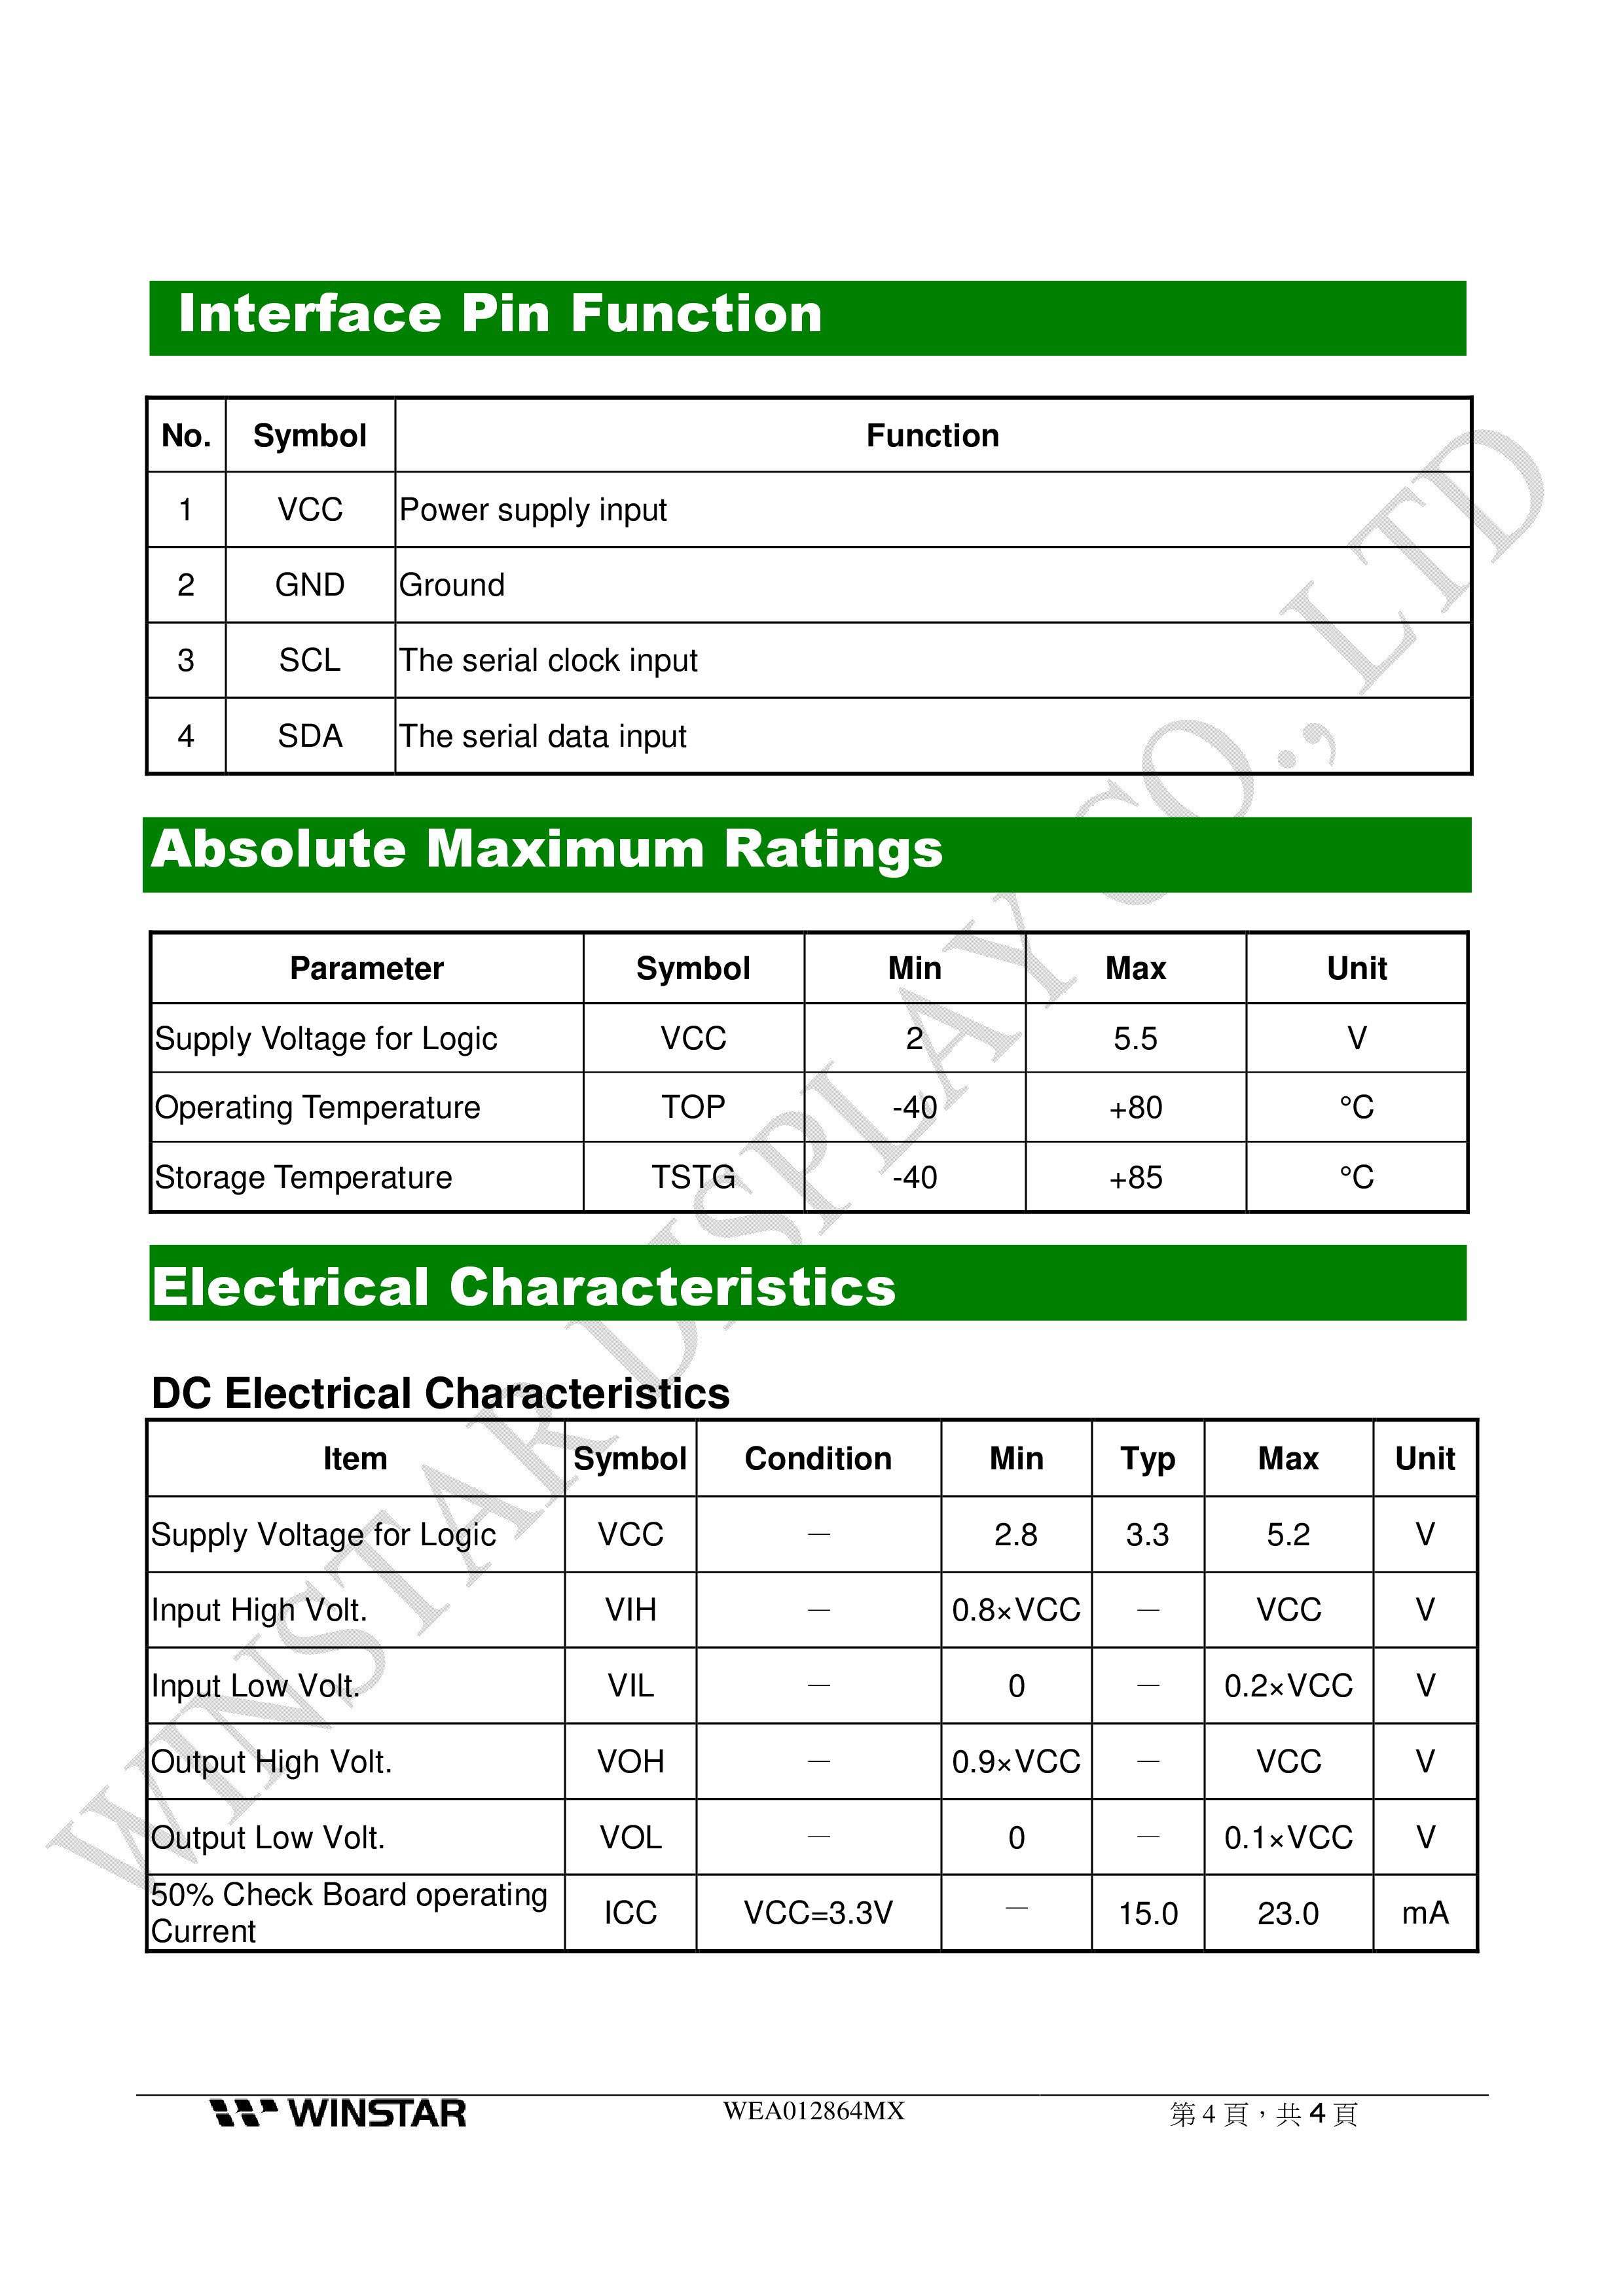 Interface Pin Function
No. Symbol Function
1 VCC Power supply input
2 GND Ground
3 SCL The serial clock input
4 SDA The serial data input
Absolute Maximum Ratings
Parameter Symbol Min Max Unit
Supply Voltage for Logic VCC 2 5.5 V
Operating Temperature TOP -40 +80 °C
Storage Temperature TSTG -40 +85 °C
Electrical Characteristics
DC Electrical Characteristics
Item Symbol Condition Min Typ Max Unit
Supply Voltage for Logic VCC — 2.8 3.3 5.2 V
Input High Volt. VIH — 0.8×VCC — VCC V
Input Low Volt. VIL — 0 — 0.2×VCC V
Output High Volt. VOH — 0.9×VCC — VCC V
Output Low Volt. VOL — 0 — 0.1×VCC V
50% Check Board operating
Current ICC VCC=3.3V — 15.0 23.0 mA
WINSTAR DISPLAY CO., LTD
WINSTAR WEA012864MX 第 4 頁，共 4 頁